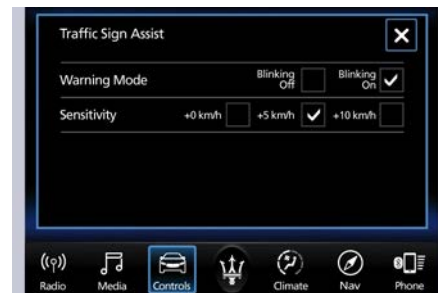 Traffic Sign Assist
Warning Mode Blinking Off Blinking On
Sensitivity +0 km/h +5 km/h +10 km/h
Radio Media Controls Climate Nav Phone